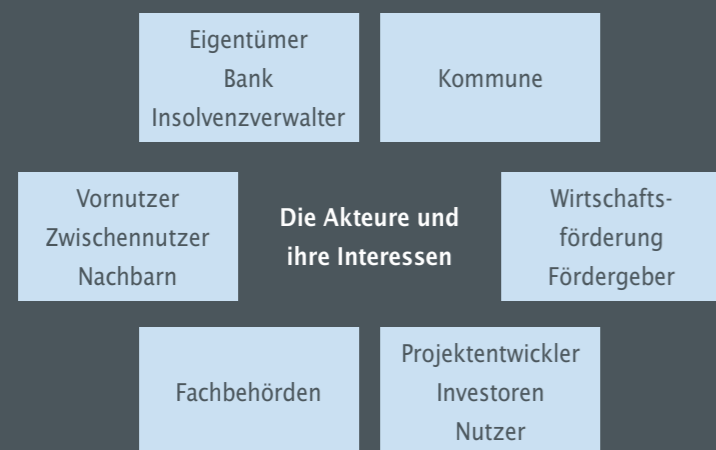 Eigentümer
Bank
Insolvenzverwalter
Kommune
Vornutzer
Zwischennutzer
Nachbarn
Die Akteure und
ihre Interessen
Wirtschafts-
förderung
Fördergeber
Fachbehörden
Projektentwickler
Investoren
Nutzer